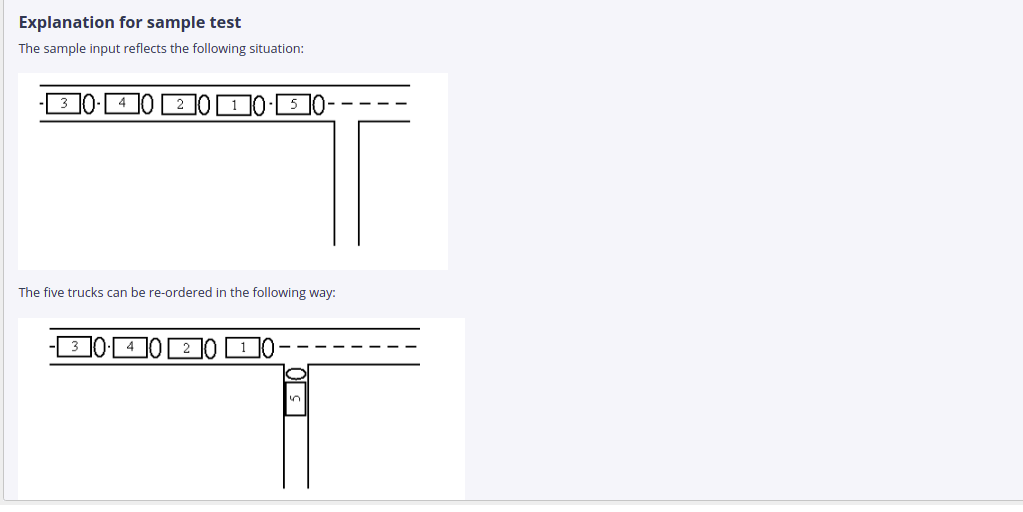 Explanation for sample test
The sample input reflects the following situation:
3 4 2 1 5
The five trucks can be re-ordered in the following way:
3 4 2 1
5